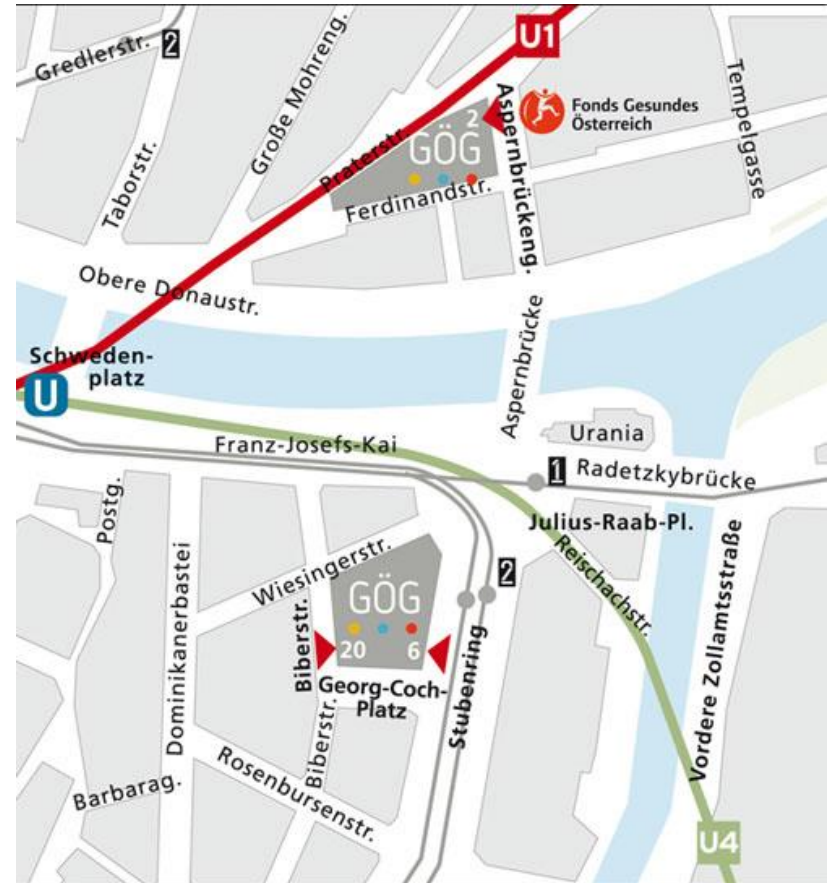 U1
Gredlerstr.
2
Große Mohreng.
Taborstr.
Praterstr.
2
GÖG
Aspernbrückeng.
Fonds Gesundes
Österreich
Tempelgasse
Ferdinandstr.
Obere Donaustr.
Schweden-
platz
U
Aspernbrücke
Franz-Josefs-Kai
Urania
1
Radetzkybrücke
Postg.
Julius-Raab-Pl.
Dominikanerbastei
Wiesingerstr.
Reischachstr.
2
GÖG
20
6
Biberstr.
Georg-Coch-
Platz
Stubenring
Vordere Zollamtsstraße
Biberstr.
Rosenbursenstr.
Barbarag.
U4